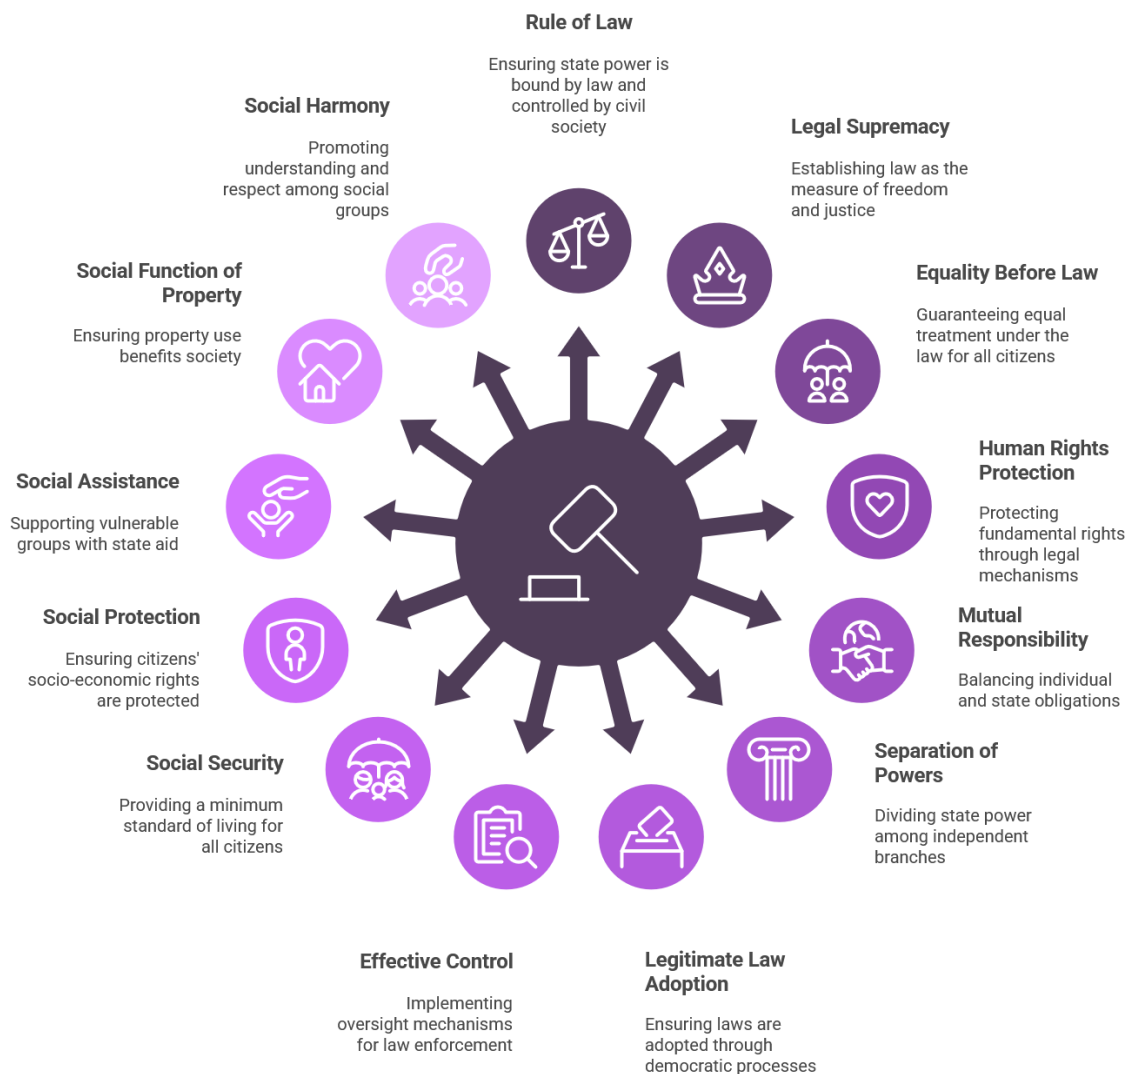 Rule of Law
Ensuring state power is
bound by law and
controlled by civil
society
Legal Supremacy
Establishing law as the
measure of freedom
and justice
Equality Before Law
Guaranteeing equal
treatment under the
law for all citizens
Human Rights
Protection
Protecting
fundamental rights
through legal
mechanisms
Mutual
Responsibility
Balancing individual
and state obligations
Separation of
Powers
Dividing state power
among independent
branches
Legitimate Law
Adoption
Ensuring laws are
adopted through
democratic processes
Effective Control
Implementing
oversight mechanisms
for law enforcement
Social Security
Providing a minimum
standard of living for
all citizens
Social Protection
Ensuring citizens'
socio-economic rights
are protected
Social Assistance
Supporting vulnerable
groups with state aid
Social Function of
Property
Ensuring property use
benefits society
Social Harmony
Promoting
understanding and
respect among social
groups